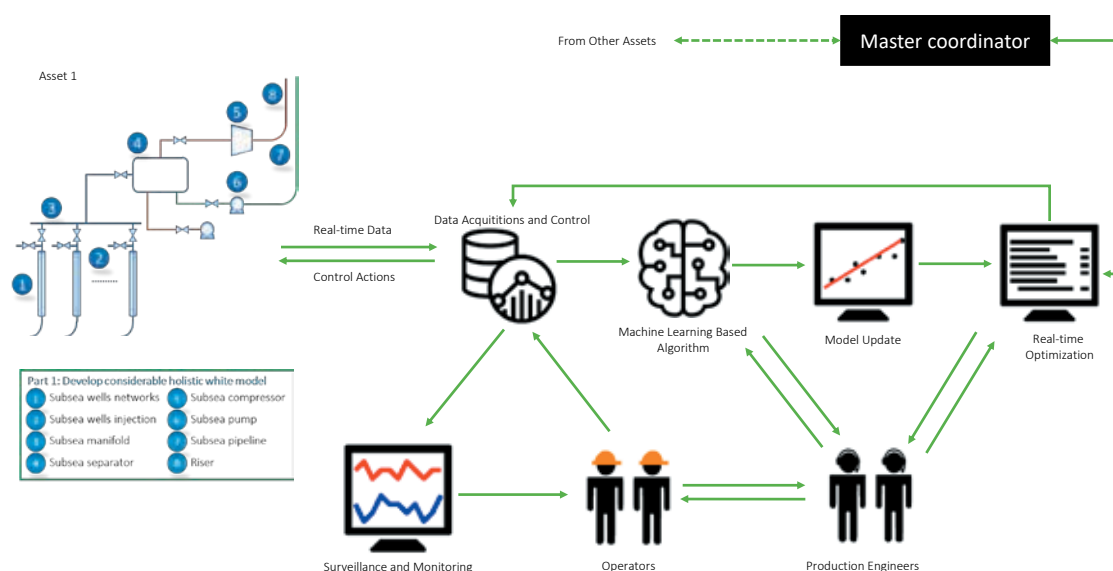 From Other Assets
Master coordinator
Asset 1
8
5
4
7
6
3
2
1
Real-time Data
Control Actions
Data Acquititions and Control
Machine Learning Based
Algorithm
Model Update
Real-time
Optimization
Part 1: Develop considerable holistic white model
1 Subsea wells networks
Subsea compressor
Subsea wells injection
Subsea pump
Subsea manifold
7 Subsea pipeline
Subsea separator
8 Riser
Surveillance and Monitoring
Operators
Production Engineers